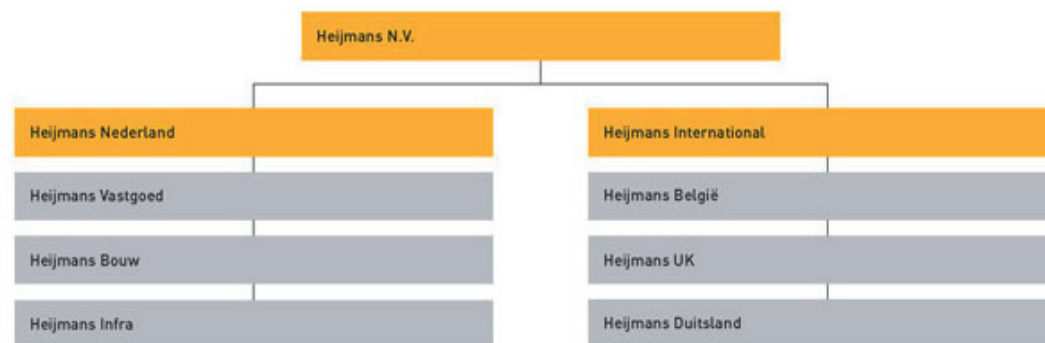 Heijmans N.V.
Heijmans Nederland
Heijmans International
Heijmans Vastgoed
Heijmans België
Heijmans Bouw
Heijmans UK
Heijmans Infra
Heijmans Duitsland